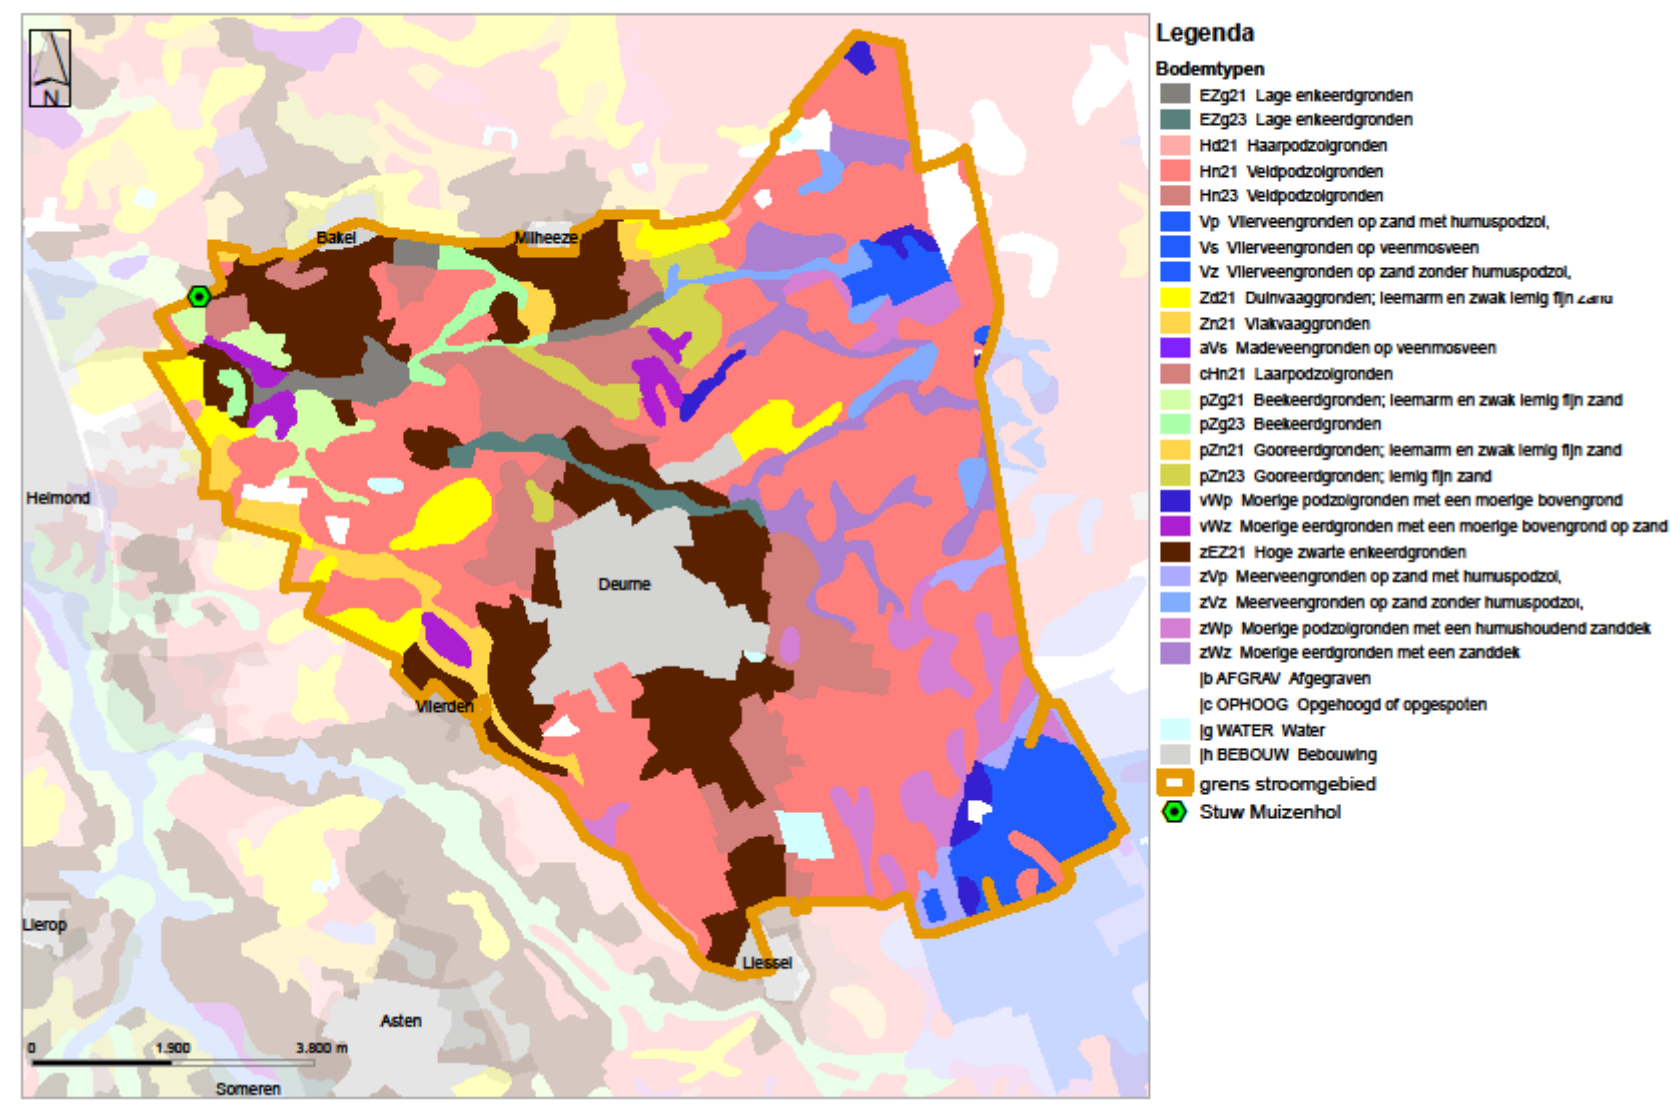 N
Bakel
Milheeze
Helmond
Deurne
Vlierden
Lierop
Liessel
Asten
0 1.900 3.800 m
Someren
Legenda
Bodemtypen
EZg21 Lage enkeerdgronden
EZg23 Lage enkeerdgronden
Hd21 Haarpodzolgronden
Hn21 Veldpodzolgronden
Hn23 Veldpodzolgronden
Vp Vlierveengronden op zand met humuspodzol,
Vs Vlierveengronden op veenmosveen
Vz Vlierveengronden op zand zonder humuspodzol,
Zd21 Duinvaaggronden; leemarm en zwak lemig fijn zand
Zn21 Vlakvaaggronden
aVs Madeveengronden op veenmosveen
cHn21 Laarpodzolgronden
pZg21 Beekeerdgronden; leemarm en zwak lemig fijn zand
pZg23 Beekeerdgronden
pZn21 Gooreerdgronden; leemarm en zwak lemig fijn zand
pZn23 Gooreerdgronden; lemig fijn zand
vWp Moerige podzolgronden met een moerige bovengrond
vWz Moerige eerdgronden met een moerige bovengrond op zand
zEZ21 Hoge zwarte enkeerdgronden
zVp Meerveengronden op zand met humuspodzol,
zVz Meerveengronden op zand zonder humuspodzol,
zWp Moerige podzolgronden met een humushoudend zanddek
zWz Moerige eerdgronden met een zanddek
|b AFGRAV Afgegraven
|c OPHOOG Opgehoogd of opgespoten
|g WATER Water
|h BEBOUW Bebouwing
grens stroomgebied
Stuw Muizenhol